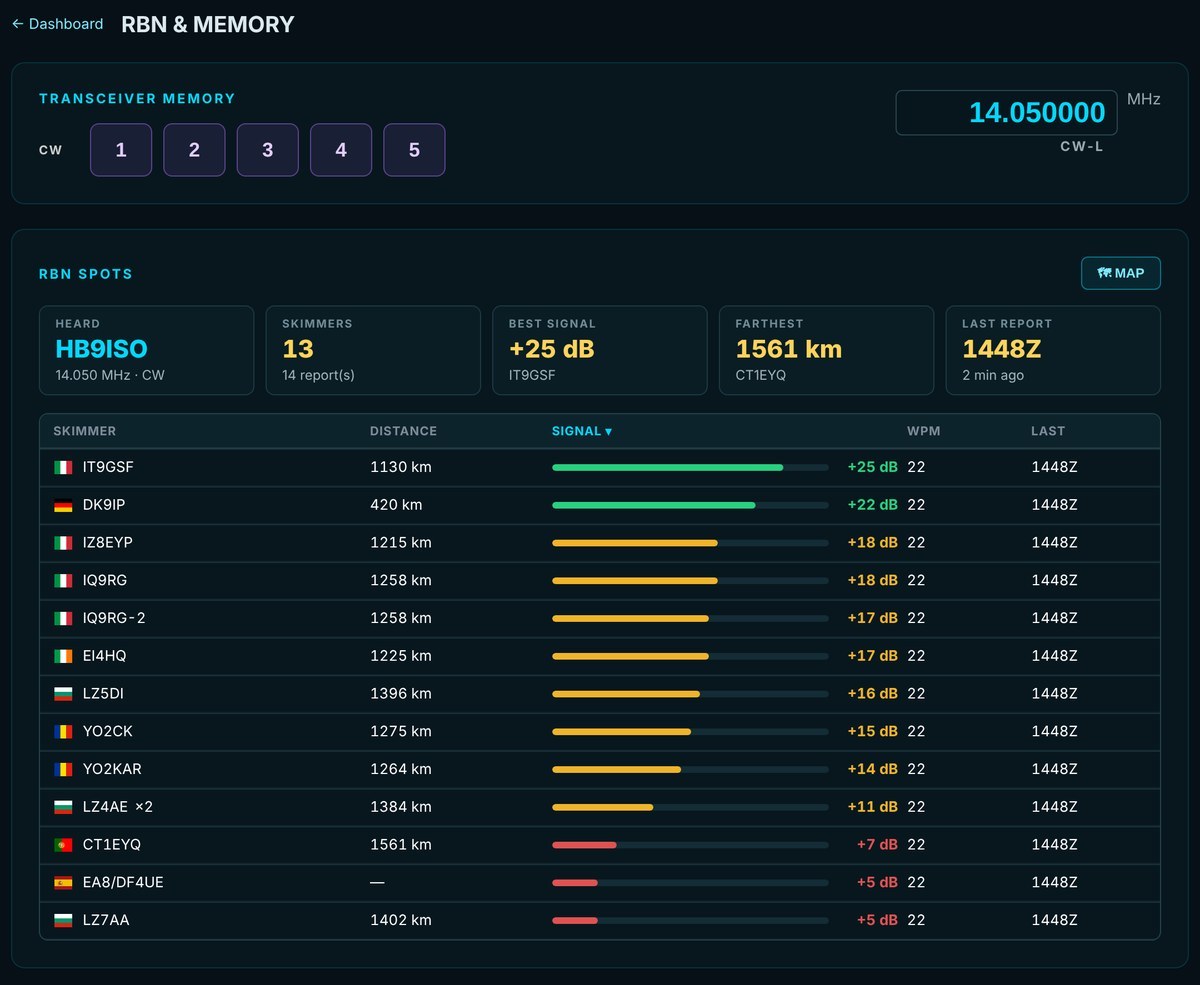 ← Dashboard RBN & MEMORY
TRANSCEIVER MEMORY
14.050000 MHz
CW 1 2 3 4 5
CW-L
RBN SPOTS
MAP
HEARD SKIMMERS BEST SIGNAL FARTHEST LAST REPORT
HB9ISO 13 +25 dB 1561 km 1448Z
14.050 MHz · CW 14 report(s) IT9GSF CT1EYQ 2 min ago
SKIMMER DISTANCE SIGNAL ▾ WPM LAST
IT9GSF 1130 km +25 dB 22 1448Z
DK9IP 420 km +22 dB 22 1448Z
IZ8EYP 1215 km +18 dB 22 1448Z
IQ9RG 1258 km +18 dB 22 1448Z
IQ9RG-2 1258 km +17 dB 22 1448Z
EI4HQ 1225 km +17 dB 22 1448Z
LZ5DI 1396 km +16 dB 22 1448Z
YO2CK 1275 km +15 dB 22 1448Z
YO2KAR 1264 km +14 dB 22 1448Z
LZ4AE ×2 1384 km +11 dB 22 1448Z
CT1EYQ 1561 km +7 dB 22 1448Z
EA8/DF4UE — +5 dB 22 1448Z
LZ7AA 1402 km +5 dB 22 1448Z